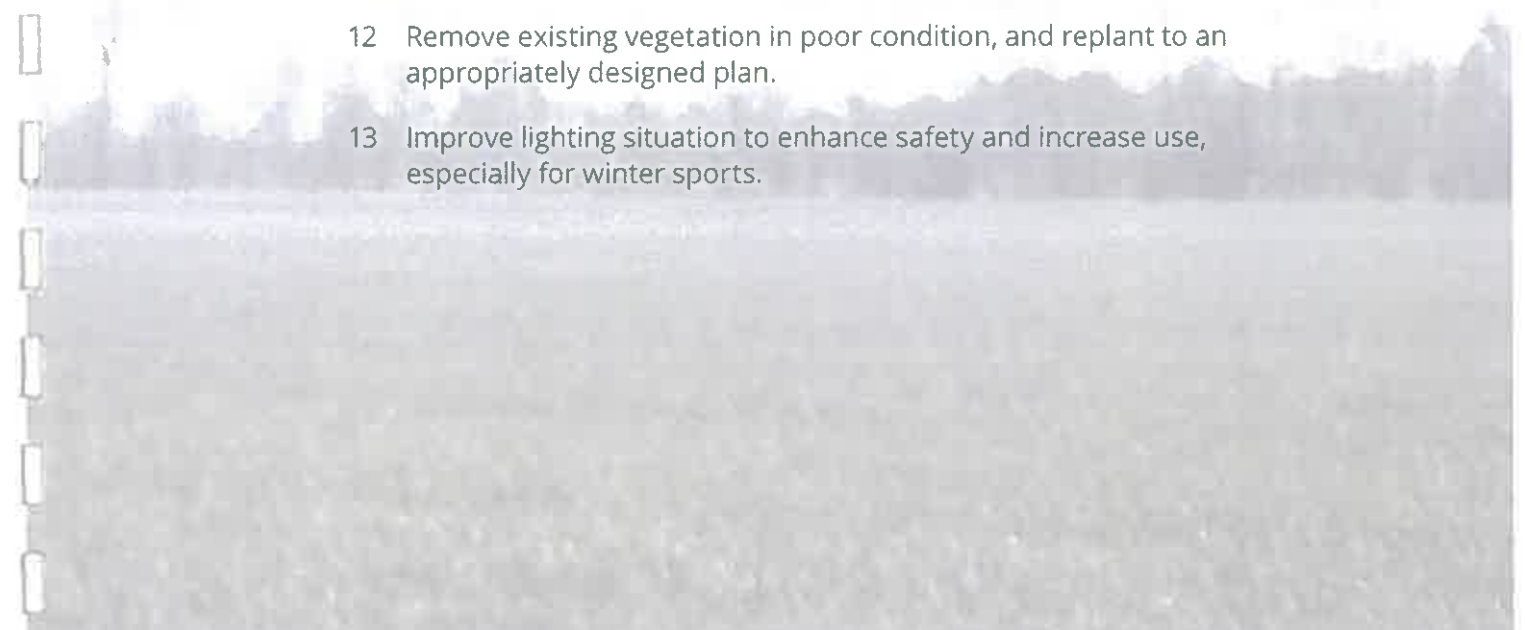 12 Remove existing vegetation in poor condition, and replant to an
appropriately designed plan.
13 Improve lighting situation to enhance safety and increase use,
especially for winter sports.